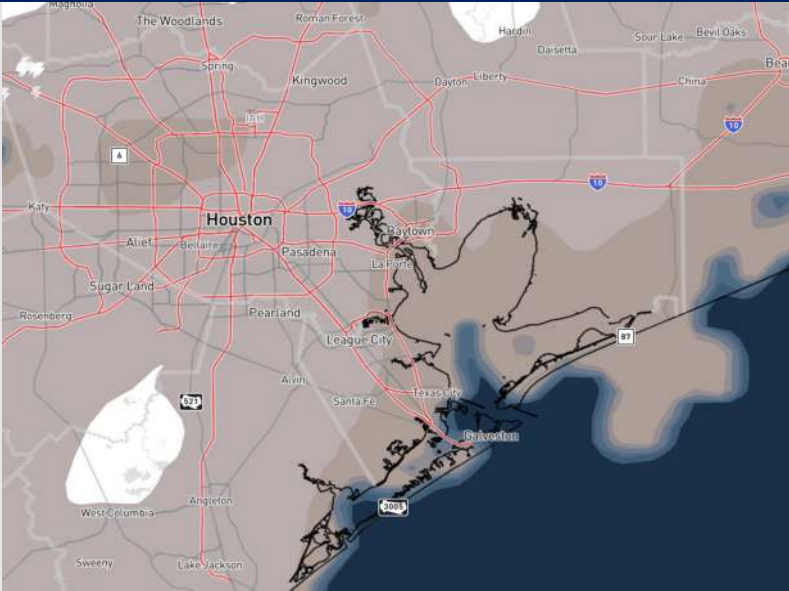 Magnolia
The Woodlands
Roman Forest
Hardin
Sour Lake
Bevil Oaks
Daisetta
Spring
Kingwood
Dayton
Liberty
China
Beau
IAH
10
6
10
Katy
Houston
10
Baytown
Alief
Bellaire
Pasadena
La Porte
Sugar Land
Rosenberg
Pearland
League City
87
Alvin
Santa Fe
Texas City
521
Galveston
Angleton
3005
West Columbia
Sweeny
Lake Jackson